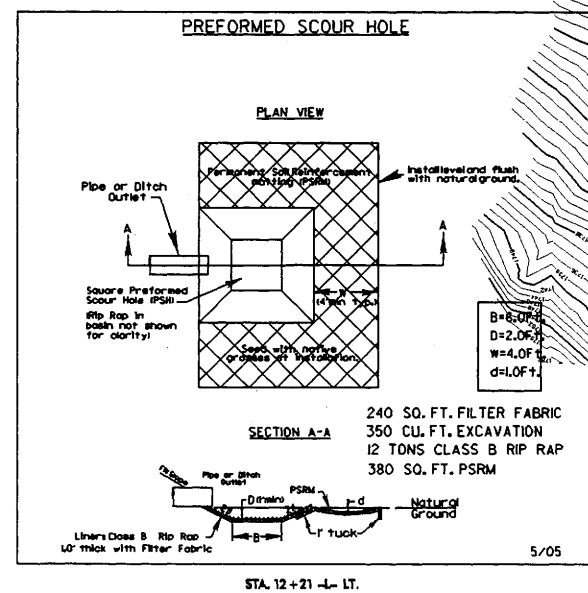 PREFORMED SCOUR HOLE
PLAN VIEW
Permanent Soil Reinforcement
matting (PSRM)
Install level and flush
with natural ground.
Pipe or Ditch
Outlet
A
A
Square Preformed
Scour Hole (PSH)
(Rip Rap in
basin not shown
for clarity)
W
(4' min typ.)
Seed with native
grasses at installation.
B=6.0Ft.
D=2.0Ft.
W=4.0Ft.
d=1.0Ft.
240 SQ. FT. FILTER FABRIC
350 CU. FT. EXCAVATION
12 TONS CLASS B RIP RAP
380 SQ. FT. PSRM
SECTION A-A
Pipe or Ditch
Outlet
D (1'min)
PSRM
d
Natural
Ground
1' tuck
B
Liner: Class B Rip Rap
1.0' thick with Filter Fabric
5/05
STA. 12+21 -L- LT.